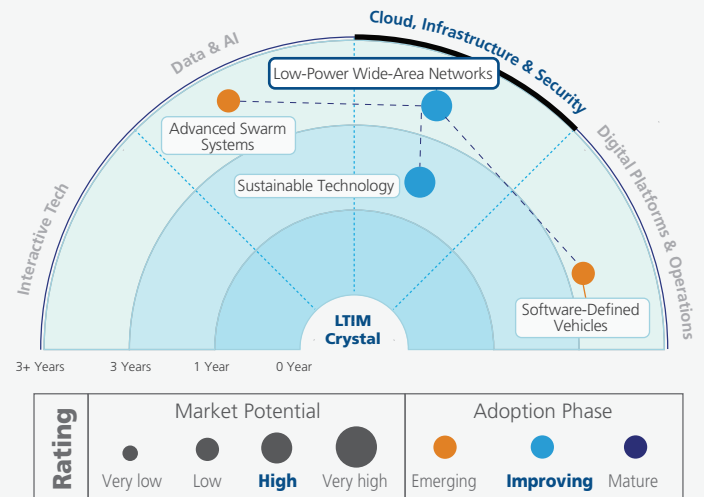 Cloud, Infrastructure & Security
Data & AI
Low-Power Wide-Area Networks
Advanced Swarm
Systems
Digital Platforms & Operations
Sustainable Technology
Interactive Tech
Software-Defined
Vehicles
LTIM
Crystal
3+ Years
3 Years
1 Year
0 Year
Rating
Market Potential
Adoption Phase
Very low
Low
High
Very high
Emerging
Improving
Mature